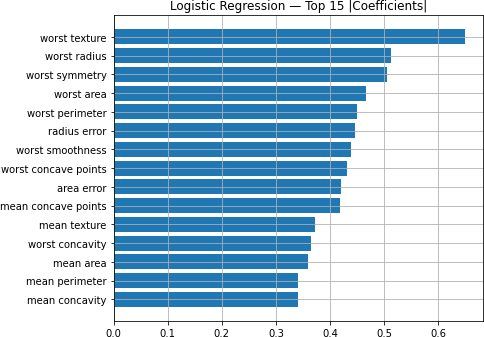 Logistic Regression — Top 15 |Coefficients|
worst texture
worst radius
worst symmetry
worst area
worst perimeter
radius error
worst smoothness
worst concave points
area error
mean concave points
mean texture
worst concavity
mean area
mean perimeter
mean concavity
0.0 0.1 0.2 0.3 0.4 0.5 0.6